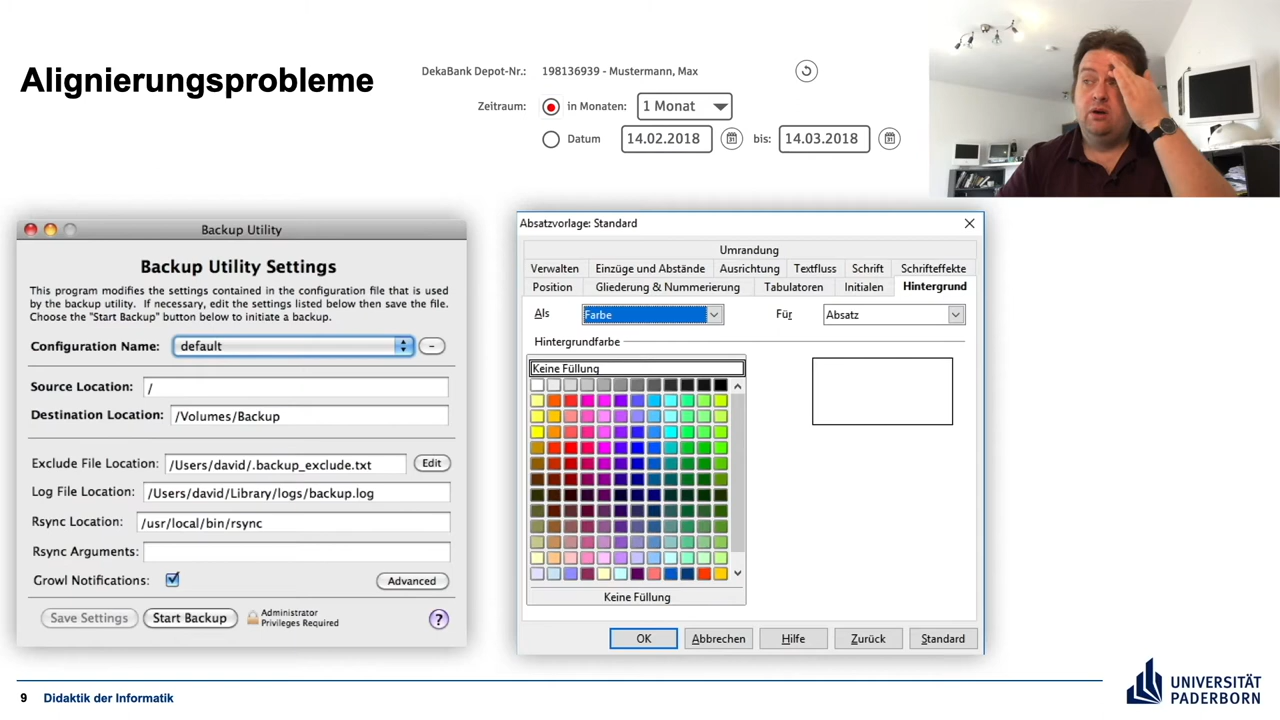 Alignierungsprobleme
DekaBank Depot-Nr.: 198136939 - Mustermann, Max
Zeitraum: in Monaten: 1 Monat
Datum 14.02.2018 31 bis: 14.03.2018 31
Backup Utility
Backup Utility Settings
This program modifies the settings contained in the configuration file that is used
by the backup utility. If necessary, edit the settings listed below then save the file.
Choose the "Start Backup" button below to initiate a backup.
Configuration Name: default −
Source Location: /
Destination Location: /Volumes/Backup
Exclude File Location: /Users/david/.backup_exclude.txt Edit
Log File Location: /Users/david/Library/logs/backup.log
Rsync Location: /usr/local/bin/rsync
Rsync Arguments:
Growl Notifications: Advanced
Save Settings Start Backup Administrator
Privileges Required ?
Absatzvorlage: Standard
Umrandung
Verwalten Einzüge und Abstände Ausrichtung Textfluss Schrift Schrifteffekte
Position Gliederung & Nummerierung Tabulatoren Initialen Hintergrund
Als Farbe Für Absatz
Hintergrundfarbe
Keine Füllung
Keine Füllung
OK Abbrechen Hilfe Zurück Standard
9 Didaktik der Informatik
UNIVERSITÄT
PADERBORN